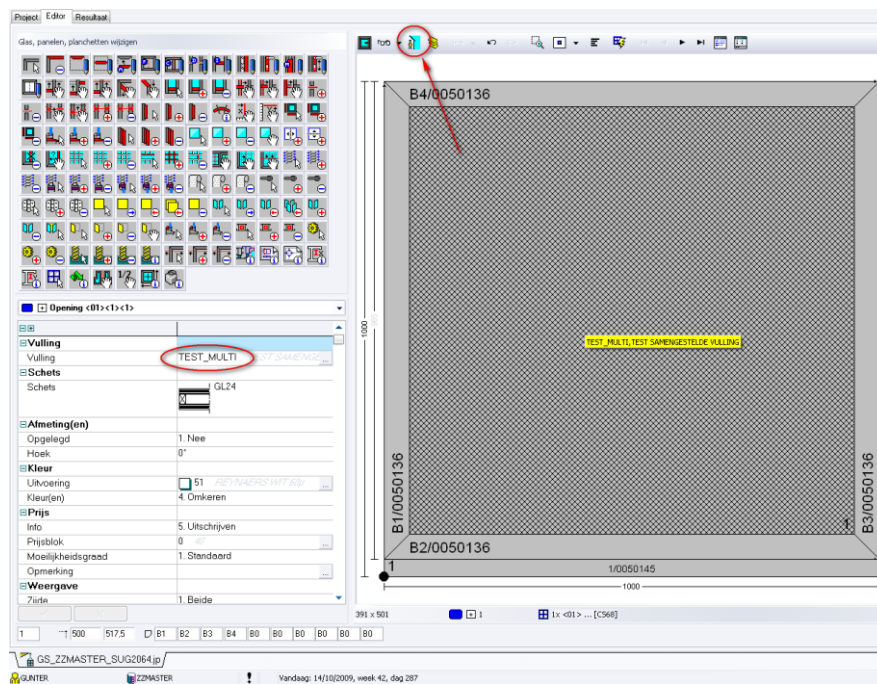 Project Editor Resultaat
Glas, panelen, planchetten wijzigen
Opening <01><1><1>
Vulling
Vulling TEST_MULTI TEST SAMENGE...
Schets
Schets GL24
Afmeting(en)
Opgelegd 1. Nee
Hoek 0°
Kleur
Uitvoering 51 REYNAERS WIT 60µ ...
Kleur(en) 4. Omkeren
Prijs
Info 5. Uitschrijven
Prijsblok 0 ...
Moeilijkheidsgraad 1. Standaard
Opmerking ...
Weergave
Zijde 1. Beide
1 500 517,5 B1 B2 B3 B4 B0 B0 B0 B0 B0 B0
B4/0050136
TEST_MULTI,TEST SAMENGESTELDE VULLING
1000
B1/0050136
B3/0050136
1
B2/0050136
1
1/0050145
1000
391 x 501 1 1x <01> ... [CS68]
GS_ZZMASTER_SUG2064.jp
GUNTER ZZMASTER Vandaag: 14/10/2009, week 42, dag 287